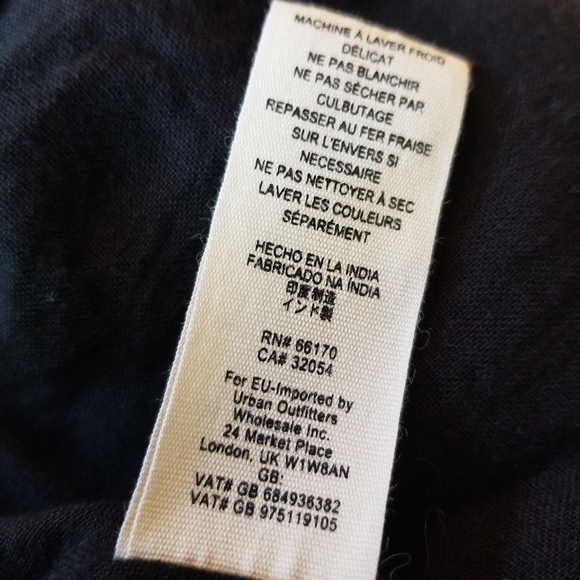 MACHINE À LAVER FROID
DÉLICAT
NE PAS BLANCHIR
NE PAS SÉCHER PAR
CULBUTAGE
REPASSER AU FER FRAISE
SUR L'ENVERS SI
NECESSAIRE
NE PAS NETTOYER À SEC
LAVER LES COULEURS
SÉPARÉMENT
HECHO EN LA INDIA
FABRICADO NA ÍNDIA
印度制造
インド製
RN# 66170
CA# 32054
For EU-Imported by
Urban Outfitters
Wholesale Inc.
24 Market Place
London, UK W1W8AN
GB:
VAT# GB 684936382
VAT# GB 975119105